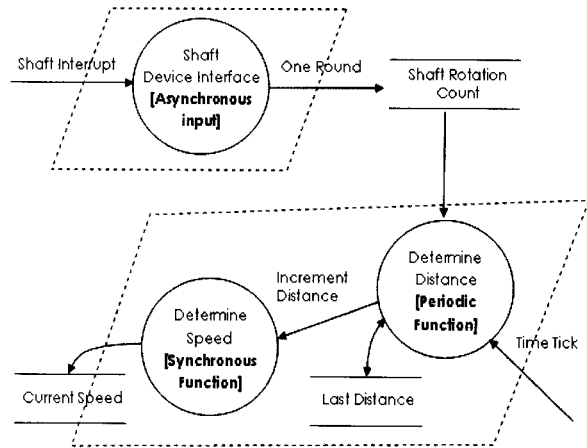 Shaft Interrupt
Shaft
Device Interface
[Asynchronous
input]
One Round
Shaft Rotation
Count
Determine
Distance
[Periodic
Function]
Increment
Distance
Determine
Speed
[Synchronous
Function]
Time Tick
Current Speed
Last Distance